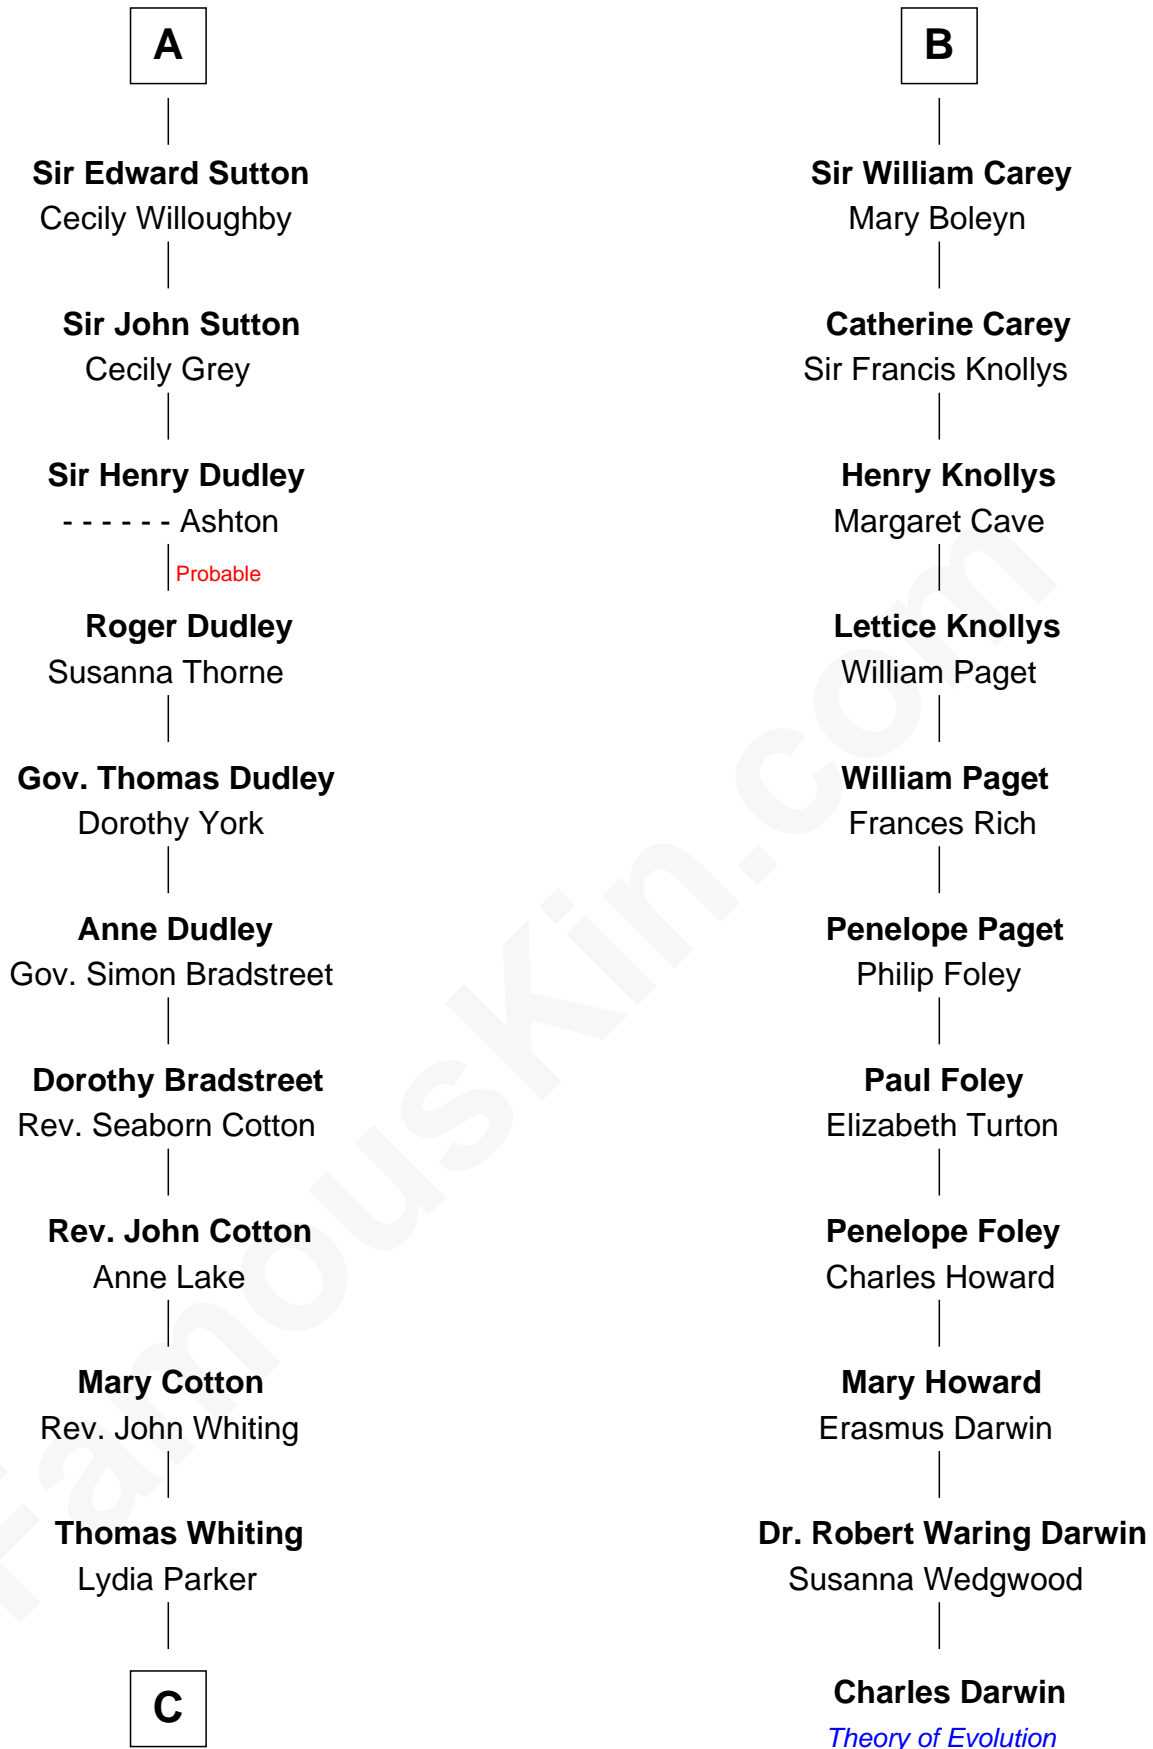 A
Sir Edward Sutton
Cecily Willoughby
Sir John Sutton
Cecily Grey
Sir Henry Dudley
- - - - - - Ashton
Probable
Roger Dudley
Susanna Thorne
Gov. Thomas Dudley
Dorothy York
Anne Dudley
Gov. Simon Bradstreet
Dorothy Bradstreet
Rev. Seaborn Cotton
Rev. John Cotton
Anne Lake
Mary Cotton
Rev. John Whiting
Thomas Whiting
Lydia Parker
C
B
Sir William Carey
Mary Boleyn
Catherine Carey
Sir Francis Knollys
Henry Knollys
Margaret Cave
Lettice Knollys
William Paget
William Paget
Frances Rich
Penelope Paget
Philip Foley
Paul Foley
Elizabeth Turton
Penelope Foley
Charles Howard
Mary Howard
Erasmus Darwin
Dr. Robert Waring Darwin
Susanna Wedgwood
Charles Darwin
Theory of Evolution
FamousKin.com